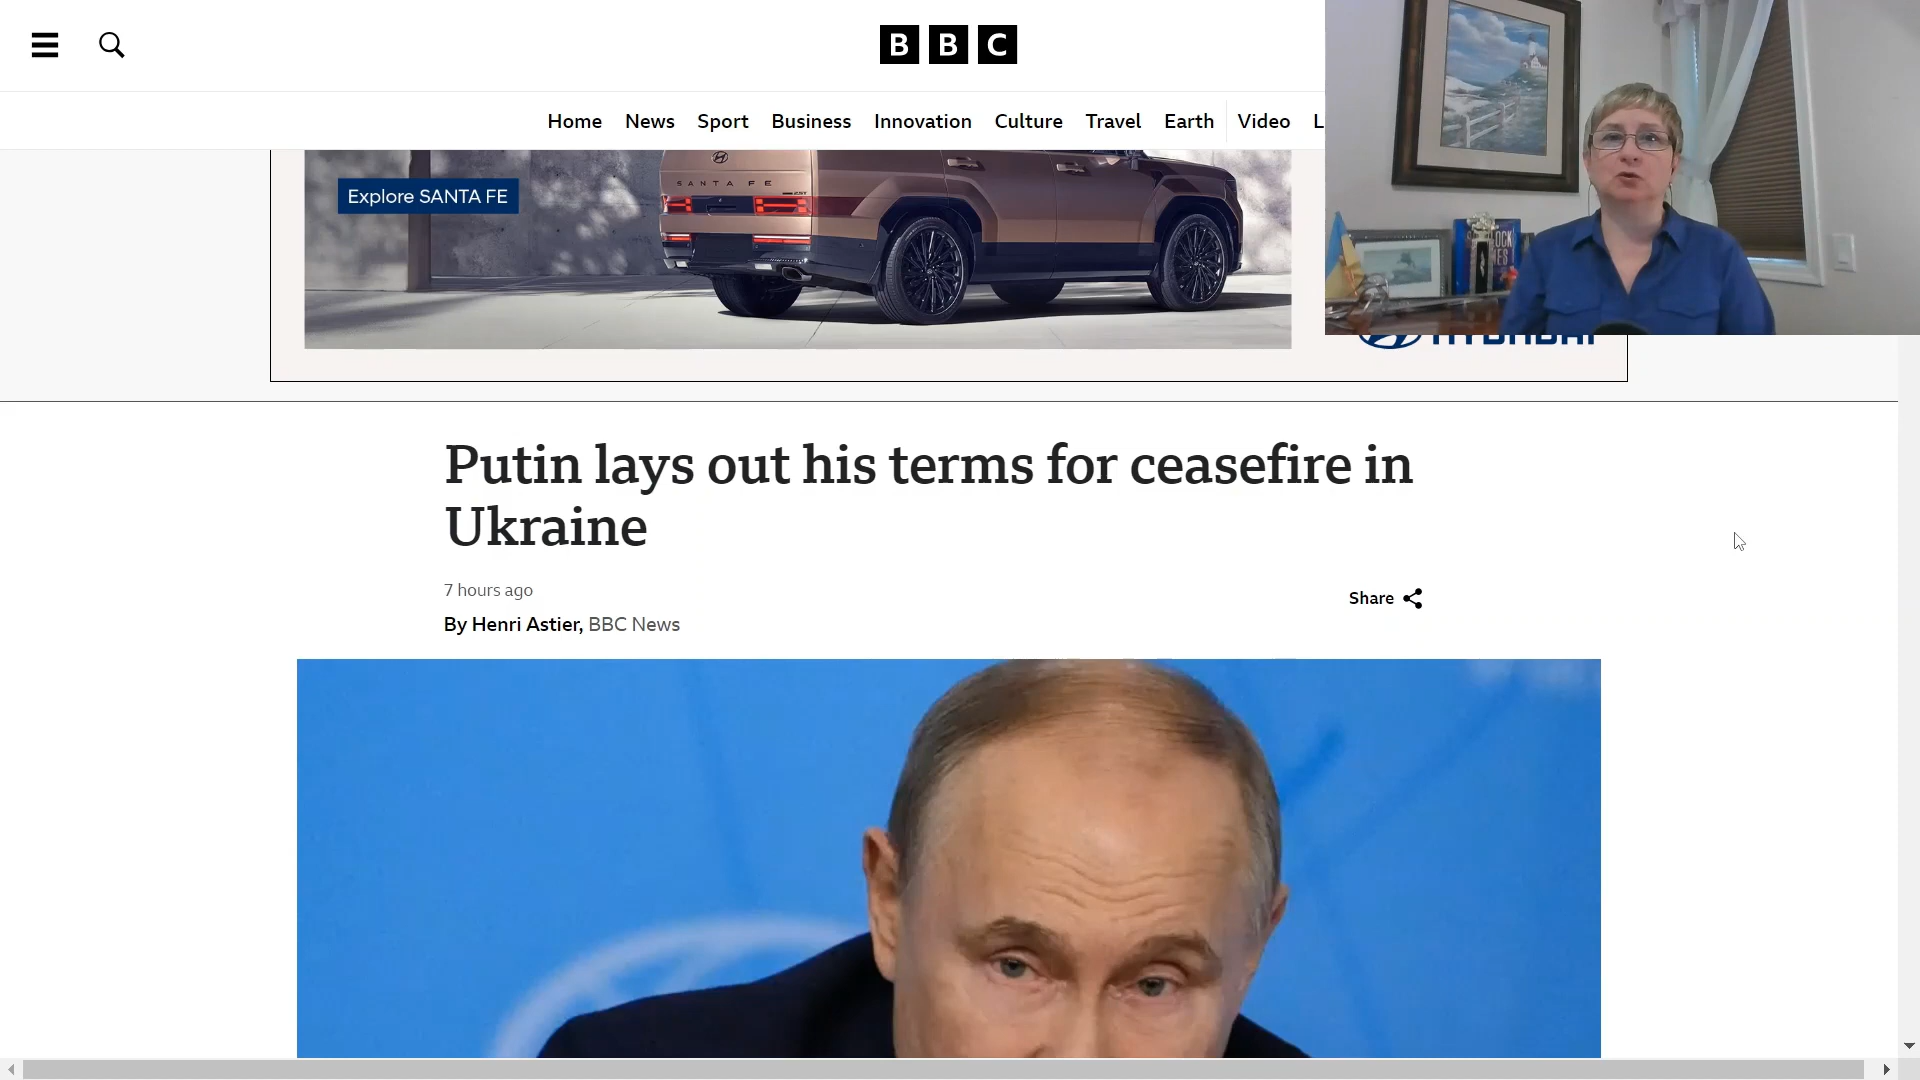 BBC
Home News Sport Business Innovation Culture Travel Earth Video L
Explore SANTA FE
SANTA FE
HYUNDAI
Putin lays out his terms for ceasefire in
Ukraine
7 hours ago
Share
By Henri Astier, BBC News